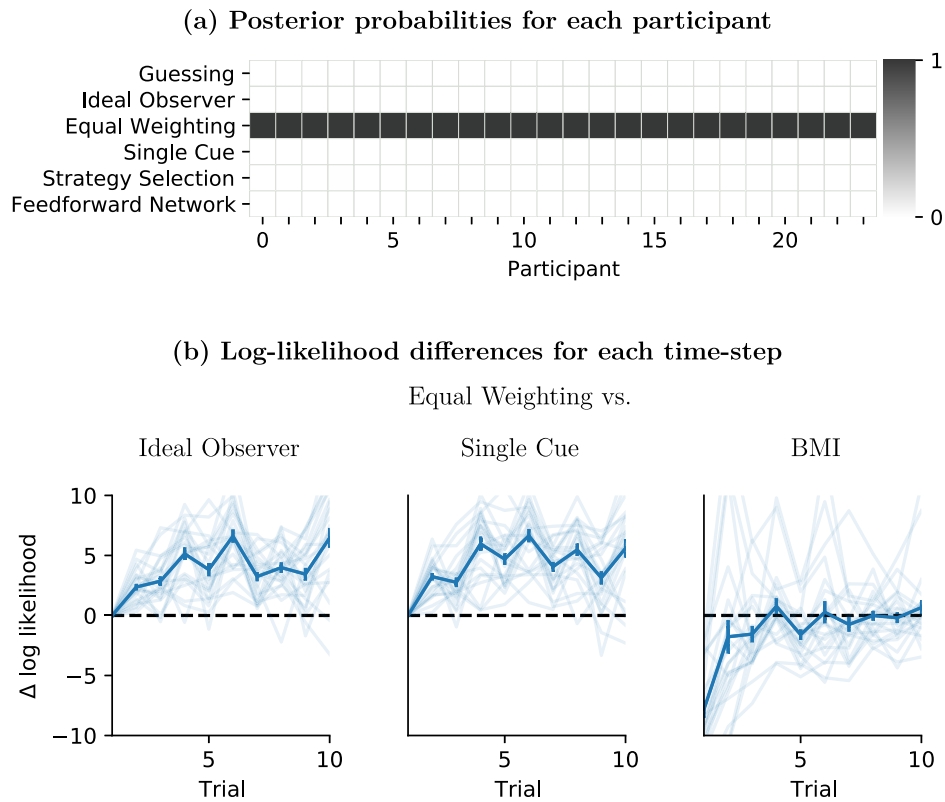 (a) Posterior probabilities for each participant
Guessing
Ideal Observer
Equal Weighting
Single Cue
Strategy Selection
Feedforward Network
1
0
0 5 10 15 20
Participant
(b) Log-likelihood differences for each time-step
Equal Weighting vs.
Ideal Observer Single Cue BMI
10
5
0
−5
−10
Δ log likelihood
5 10 5 10 5 10
Trial Trial Trial